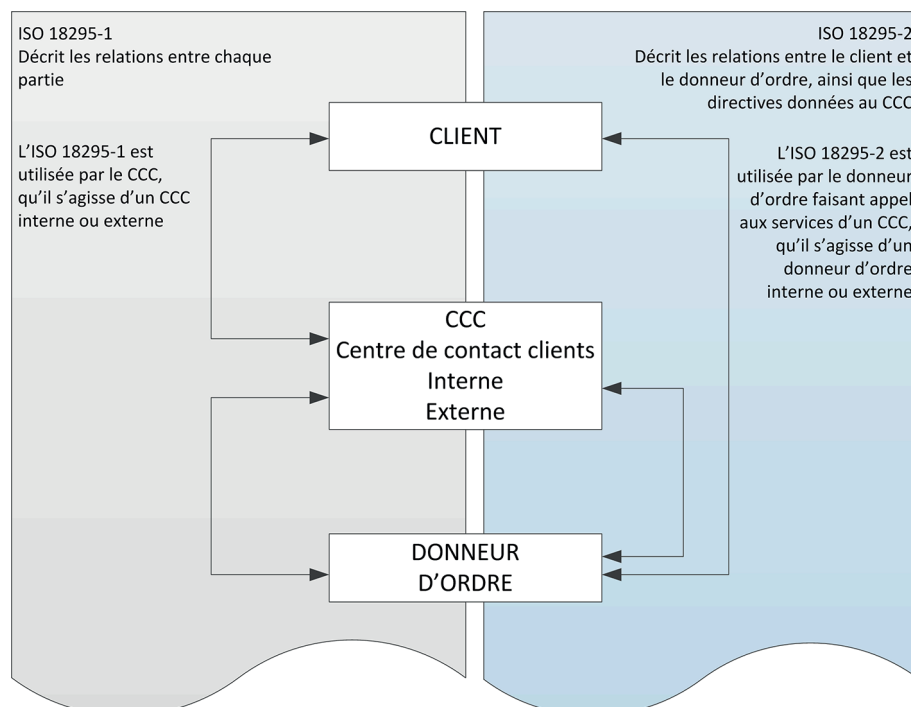 ISO 18295-1
Décrit les relations entre chaque
partie
L’ISO 18295-1 est
utilisée par le CCC,
qu’il s’agisse d’un CCC
interne ou externe
ISO 18295-2
Décrit les relations entre le client et
le donneur d’ordre, ainsi que les
directives données au CCC
L’ISO 18295-2 est
utilisée par le donneur
d’ordre faisant appel
aux services d’un CCC,
qu’il s’agisse d’un
donneur d’ordre
interne ou externe
CLIENT
CCC
Centre de contact clients
Interne
Externe
DONNEUR
D’ORDRE